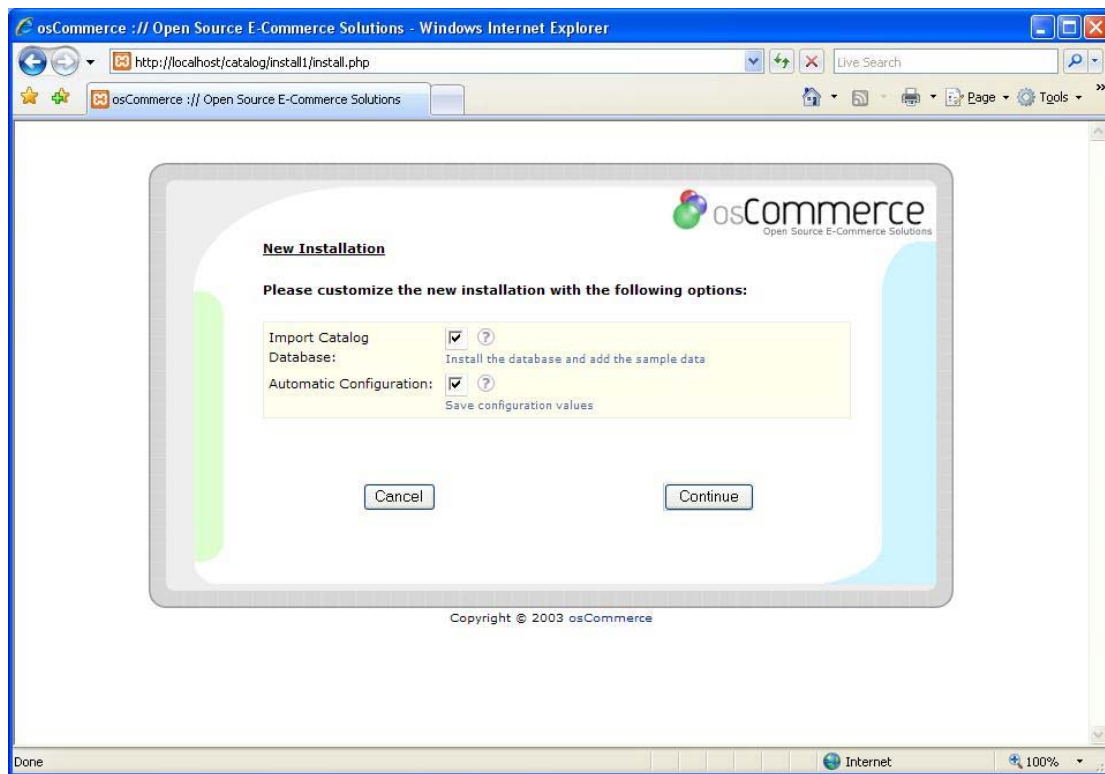 osCommerce :// Open Source E-Commerce Solutions - Windows Internet Explorer
http://localhost/catalog/install1/install.php
Live Search
osCommerce :// Open Source E-Commerce Solutions
Page
Tools
osCommerce
Open Source E-Commerce Solutions
New Installation
Please customize the new installation with the following options:
Import Catalog
Database:
Install the database and add the sample data
Automatic Configuration:
Save configuration values
Cancel
Continue
Copyright © 2003 osCommerce
Done
Internet
100%